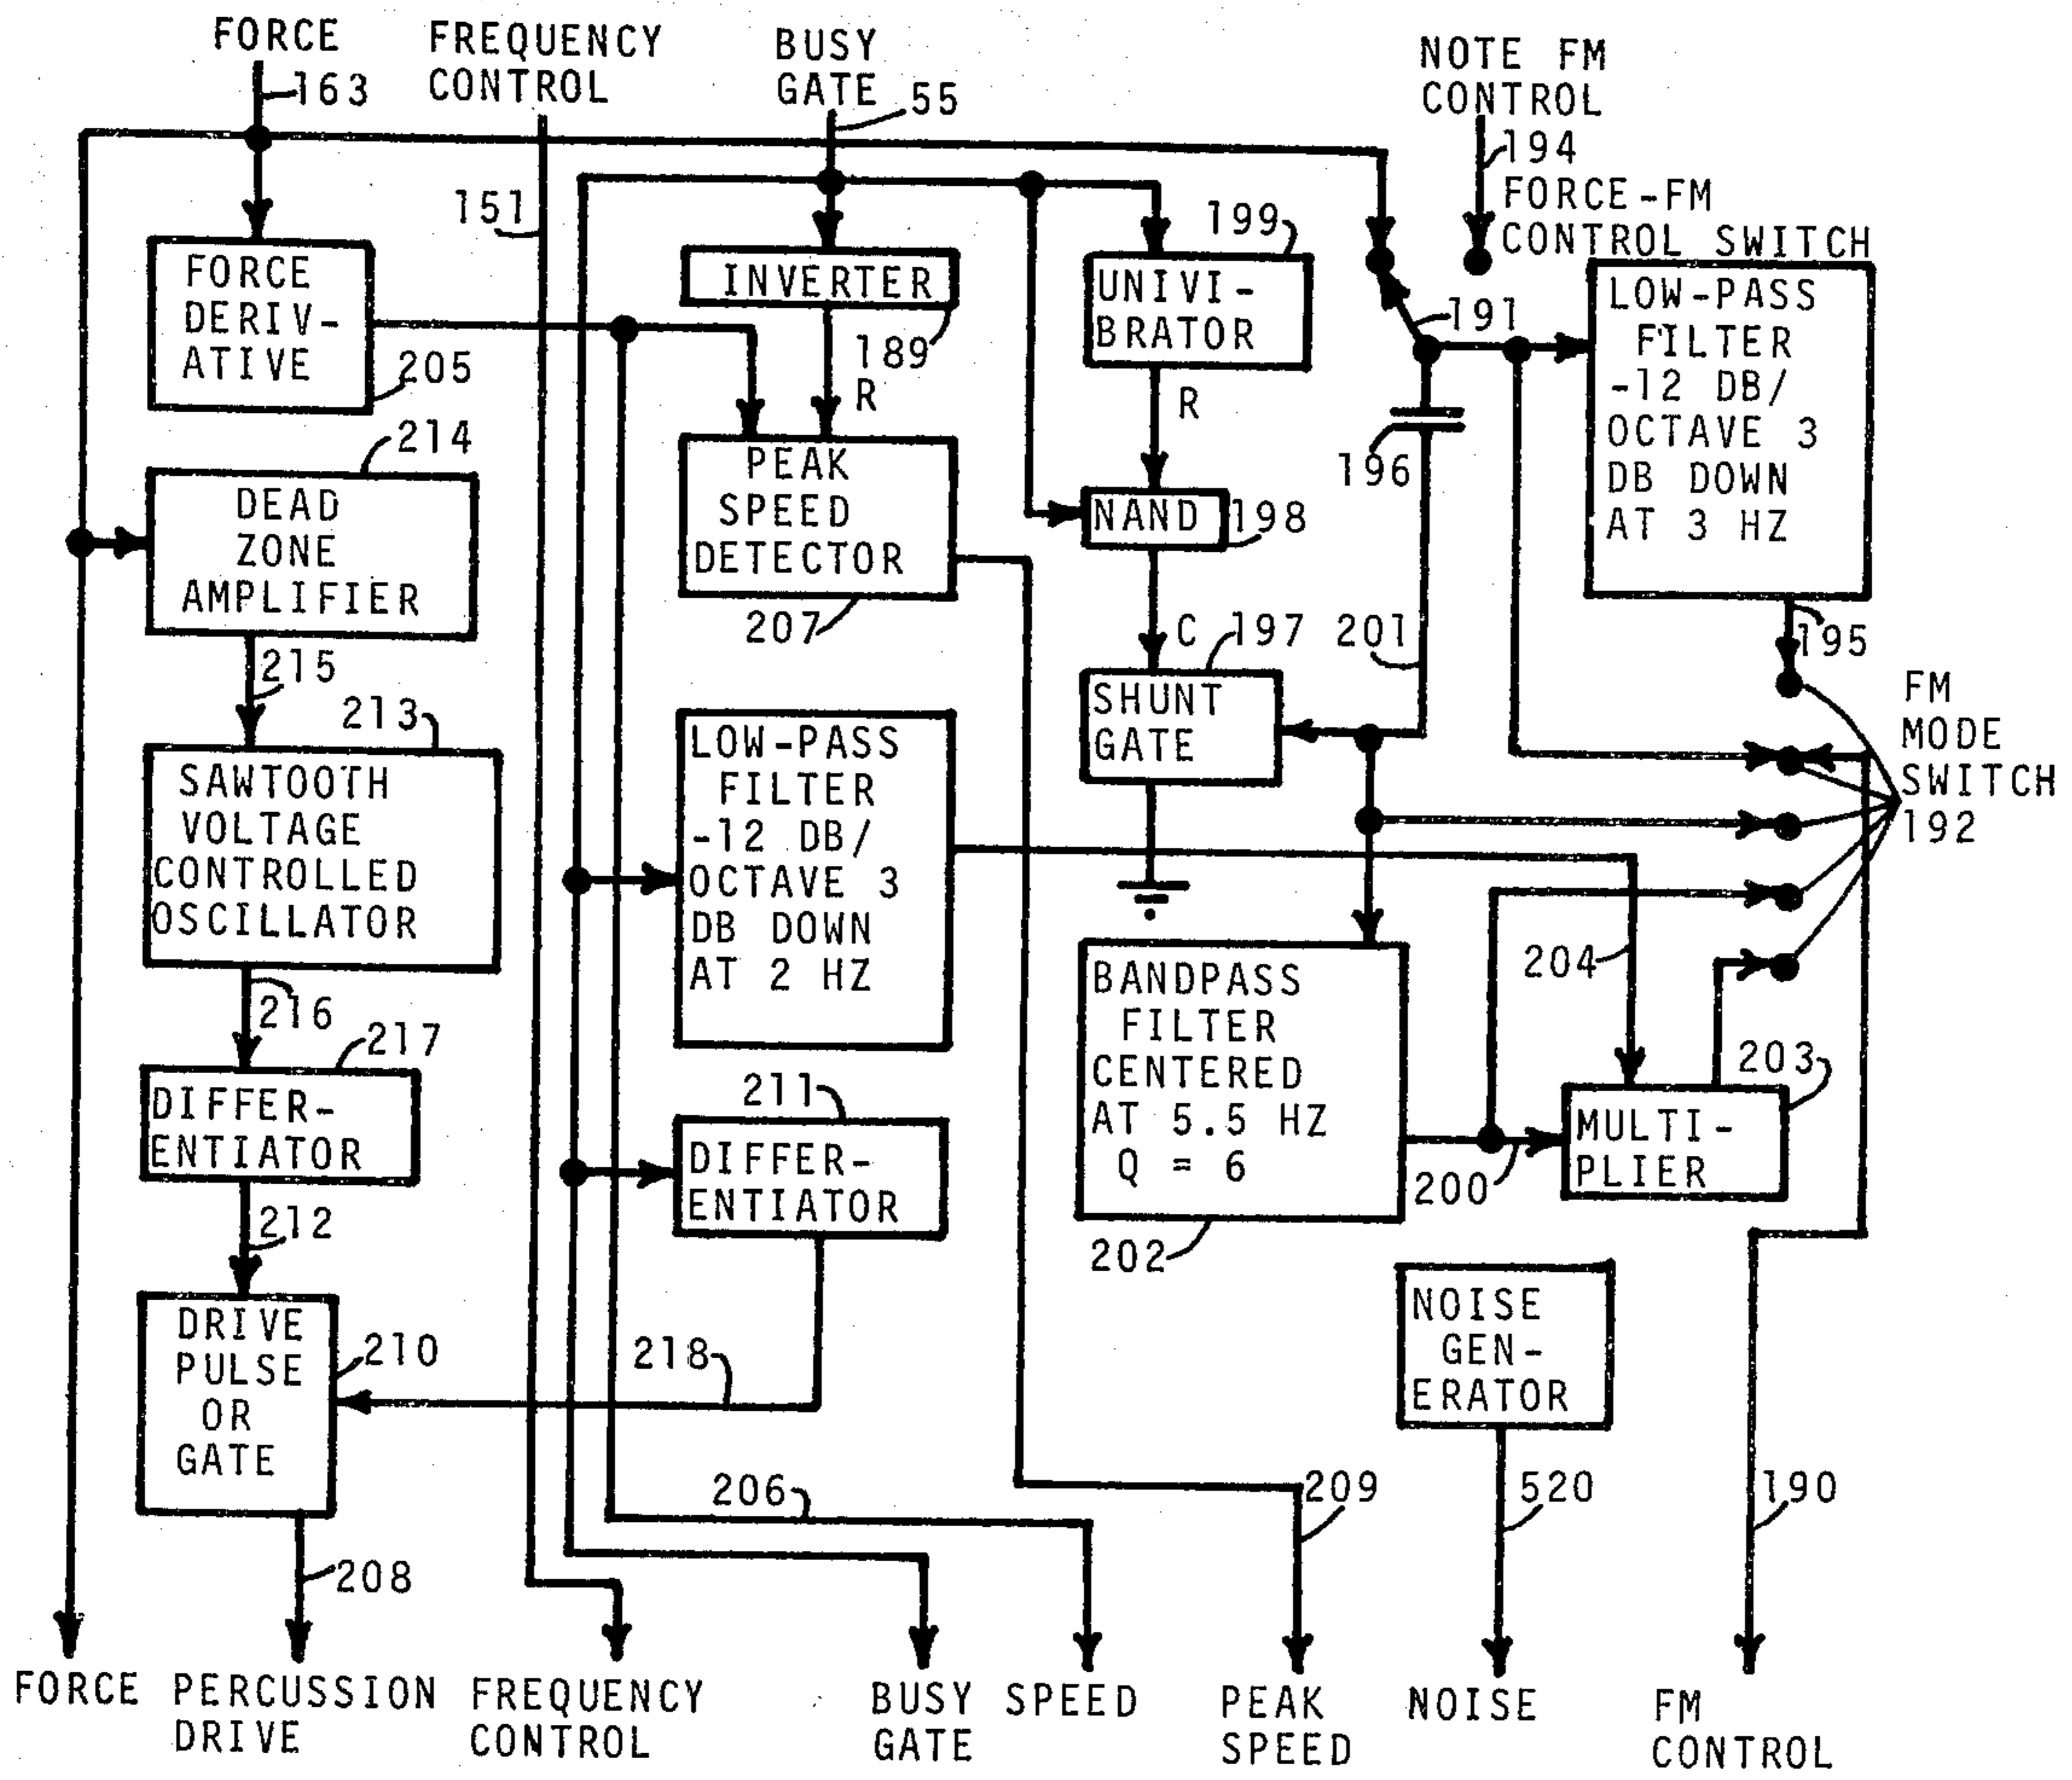 FORCE
163
FREQUENCY
CONTROL
BUSY
GATE
55
NOTE FM
CONTROL
194
FORCE-FM
CONTROL SWITCH
151
199
FORCE
DERIV-
ATIVE
205
INVERTER
189
R
UNIVI-
BRATOR
R
191
LOW-PASS
FILTER
-12 DB/
OCTAVE 3
DB DOWN
AT 3 HZ
214
DEAD
ZONE
AMPLIFIER
PEAK
SPEED
DETECTOR
207
196
NAND
198
215
C
197
201
195
213
SAWTOOTH
VOLTAGE
CONTROLLED
OSCILLATOR
LOW-PASS
FILTER
-12 DB/
OCTAVE 3
DB DOWN
AT 2 HZ
SHUNT
GATE
FM
MODE
SWITCH
192
216
217
DIFFER-
ENTIATOR
211
DIFFER-
ENTIATOR
BANDPASS
FILTER
CENTERED
AT 5.5 HZ
Q = 6
202
204
203
MULTI-
PLIER
200
212
DRIVE
PULSE
OR
GATE
210
218
NOISE
GEN-
ERATOR
206
209
520
190
208
FORCE
PERCUSSION
DRIVE
FREQUENCY
CONTROL
BUSY
GATE
SPEED
PEAK
SPEED
NOISE
FM
CONTROL